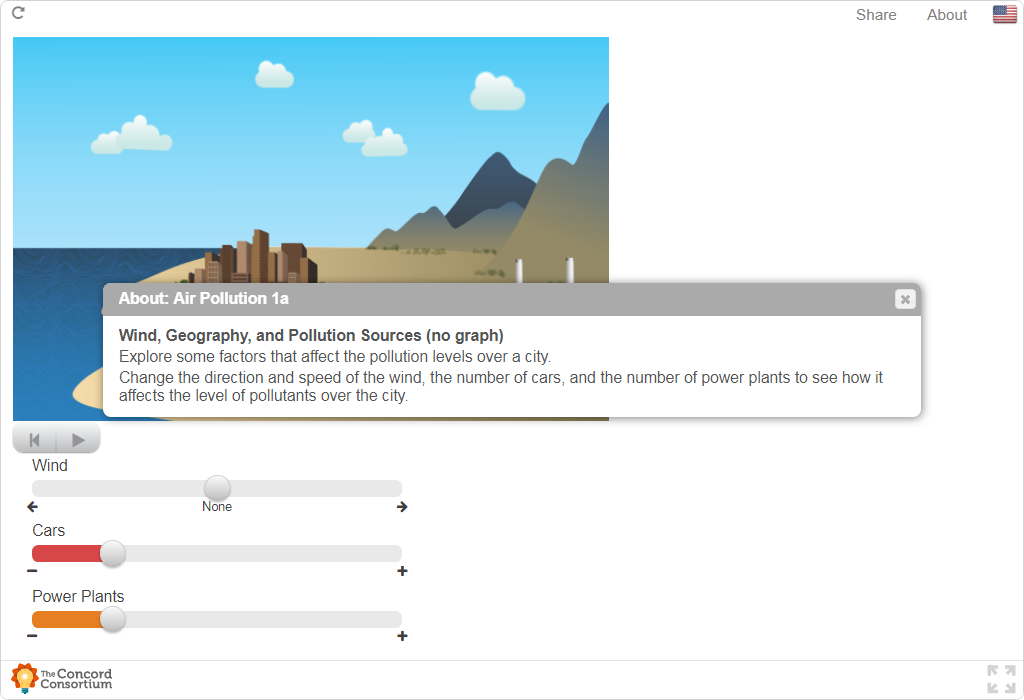 Share About
About: Air Pollution 1a
Wind, Geography, and Pollution Sources (no graph)
Explore some factors that affect the pollution levels over a city.
Change the direction and speed of the wind, the number of cars, and the number of power plants to see how it
affects the level of pollutants over the city.
Wind
None
Cars
Power Plants
The Concord
Consortium